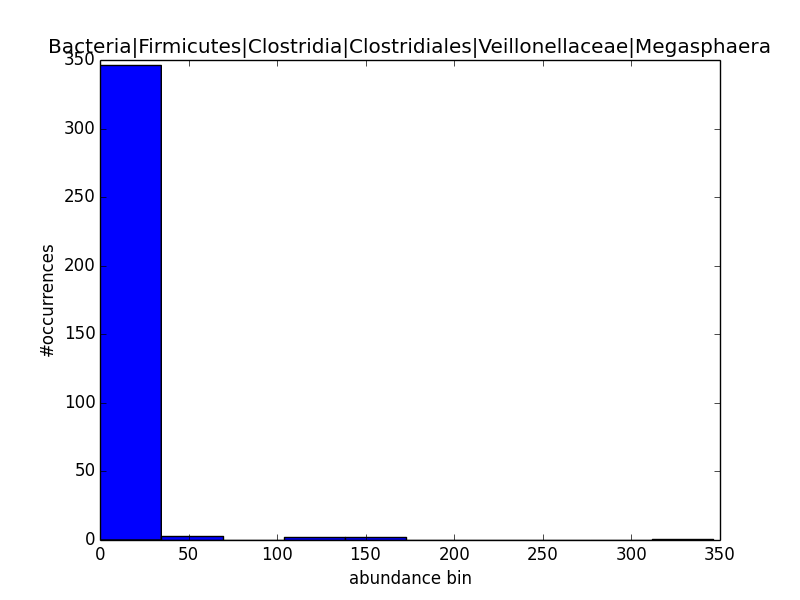 Bacteria|Firmicutes|Clostridia|Clostridiales|Veillonellaceae|Megasphaera
350
300
250
200
150
100
50
0
#occurrences
0 50 100 150 200 250 300 350
abundance bin